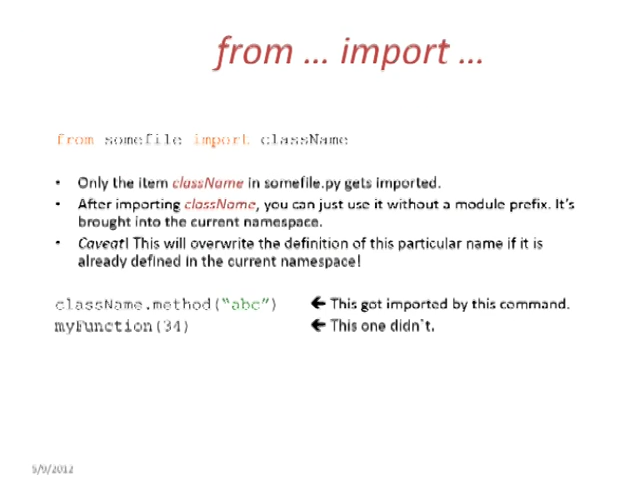 from ... import ...
from somefile import className
• Only the item className in somefile.py gets imported.
• After importing className, you can just use it without a module prefix. It's
brought into the current namespace.
• Caveat! This will overwrite the definition of this particular name if it is
already defined in the current namespace!
className.method(“abc”) 🡸 This got imported by this command.
myFunction(34) 🡸 This one didn't.
5/9/2012